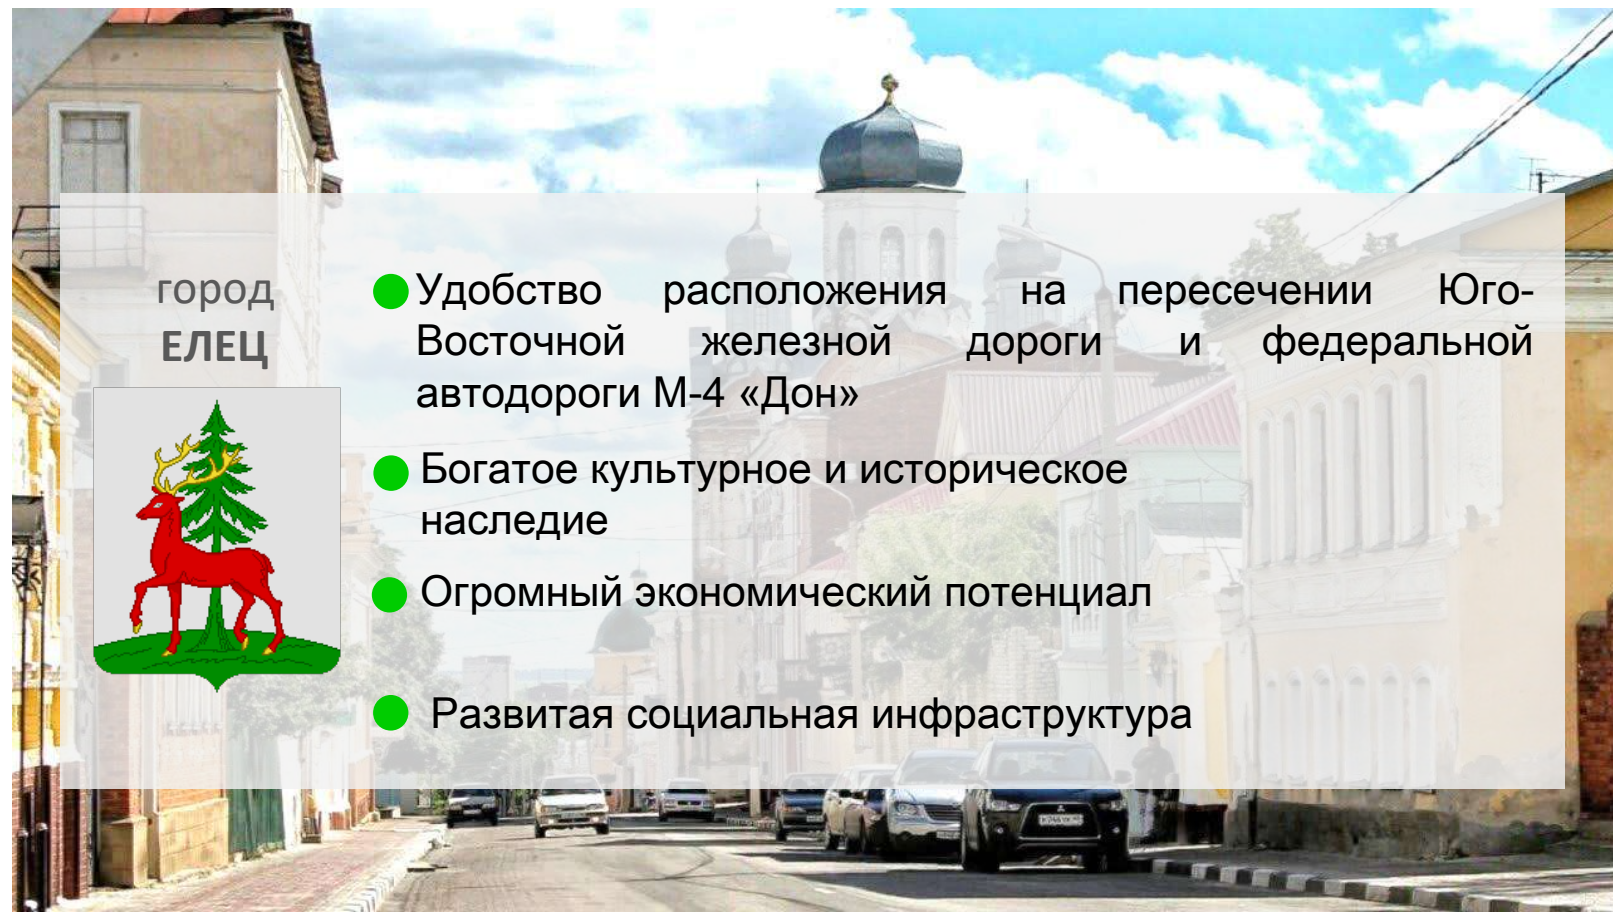 город
ЕЛЕЦ
Удобство расположения на пересечении Юго-
Восточной железной дороги и федеральной
автодороги М-4 «Дон»
Богатое культурное и историческое
наследие
Огромный экономический потенциал
Развитая социальная инфраструктура